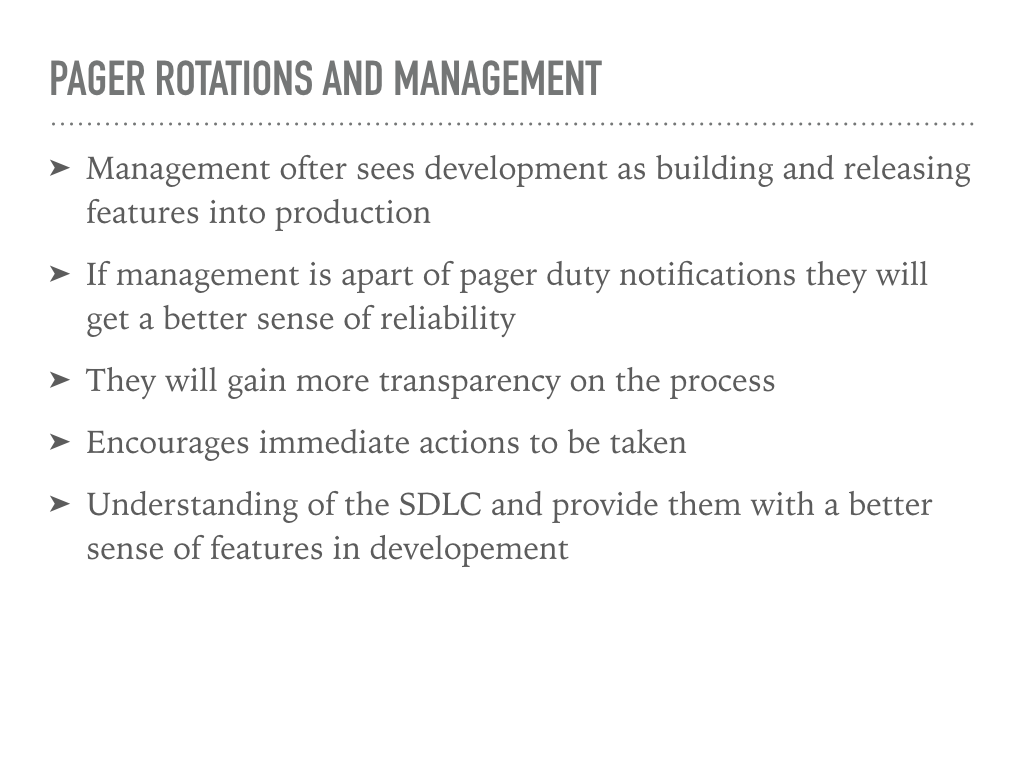 PAGER ROTATIONS AND MANAGEMENT
➤ Management ofter sees development as building and releasing
features into production
➤ If management is apart of pager duty notifications they will
get a better sense of reliability
➤ They will gain more transparency on the process
➤ Encourages immediate actions to be taken
➤ Understanding of the SDLC and provide them with a better
sense of features in developement